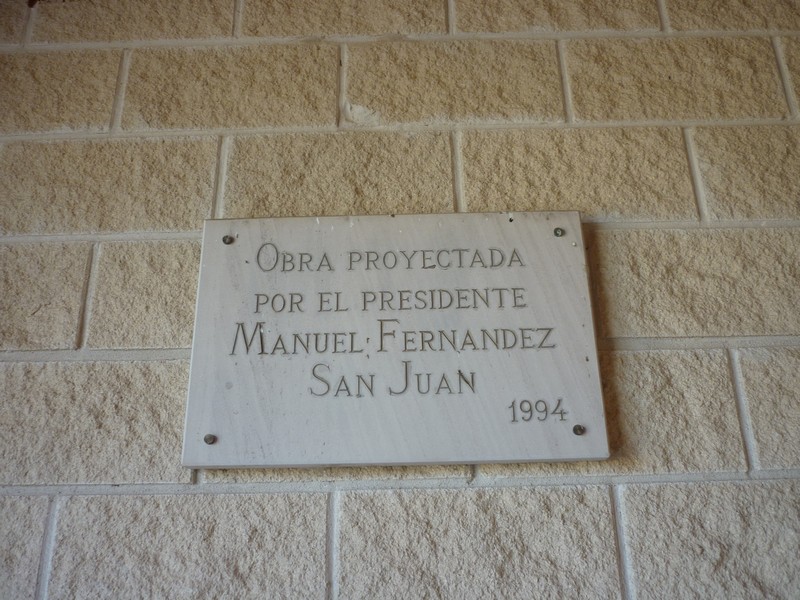 Obra proyectada
por el presidente
Manuel Fernandez
San Juan
1994